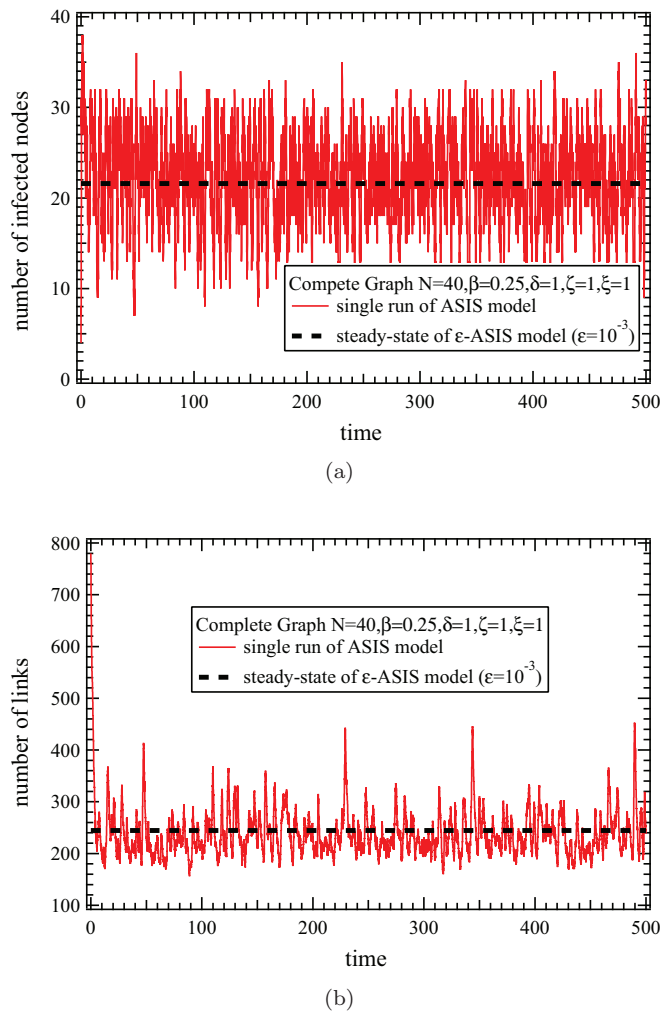 40
30
20
10
0
number of infected nodes
Compete Graph N=40,β=0.25,δ=1,ζ=1,ξ=1
single run of ASIS model
steady-state of ε-ASIS model (ε=10⁻³)
0
100
200
300
400
500
time
(a)
800
700
600
500
400
300
200
100
number of links
Complete Graph N=40,β=0.25,δ=1,ζ=1,ξ=1
single run of ASIS model
steady-state of ε-ASIS model (ε=10⁻³)
0
100
200
300
400
500
time
(b)